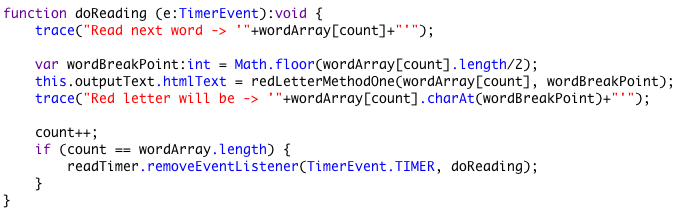 function doReading (e:TimerEvent):void {
trace("Read next word -> '"+wordArray[count]+"'");
var wordBreakPoint:int = Math.floor(wordArray[count].length/2);
this.outputText.htmlText = redLetterMethodOne(wordArray[count], wordBreakPoint);
trace("Red letter will be -> '"+wordArray[count].charAt(wordBreakPoint)+"'");
count++;
if (count == wordArray.length) {
readTimer.removeEventListener(TimerEvent.TIMER, doReading);
}
}